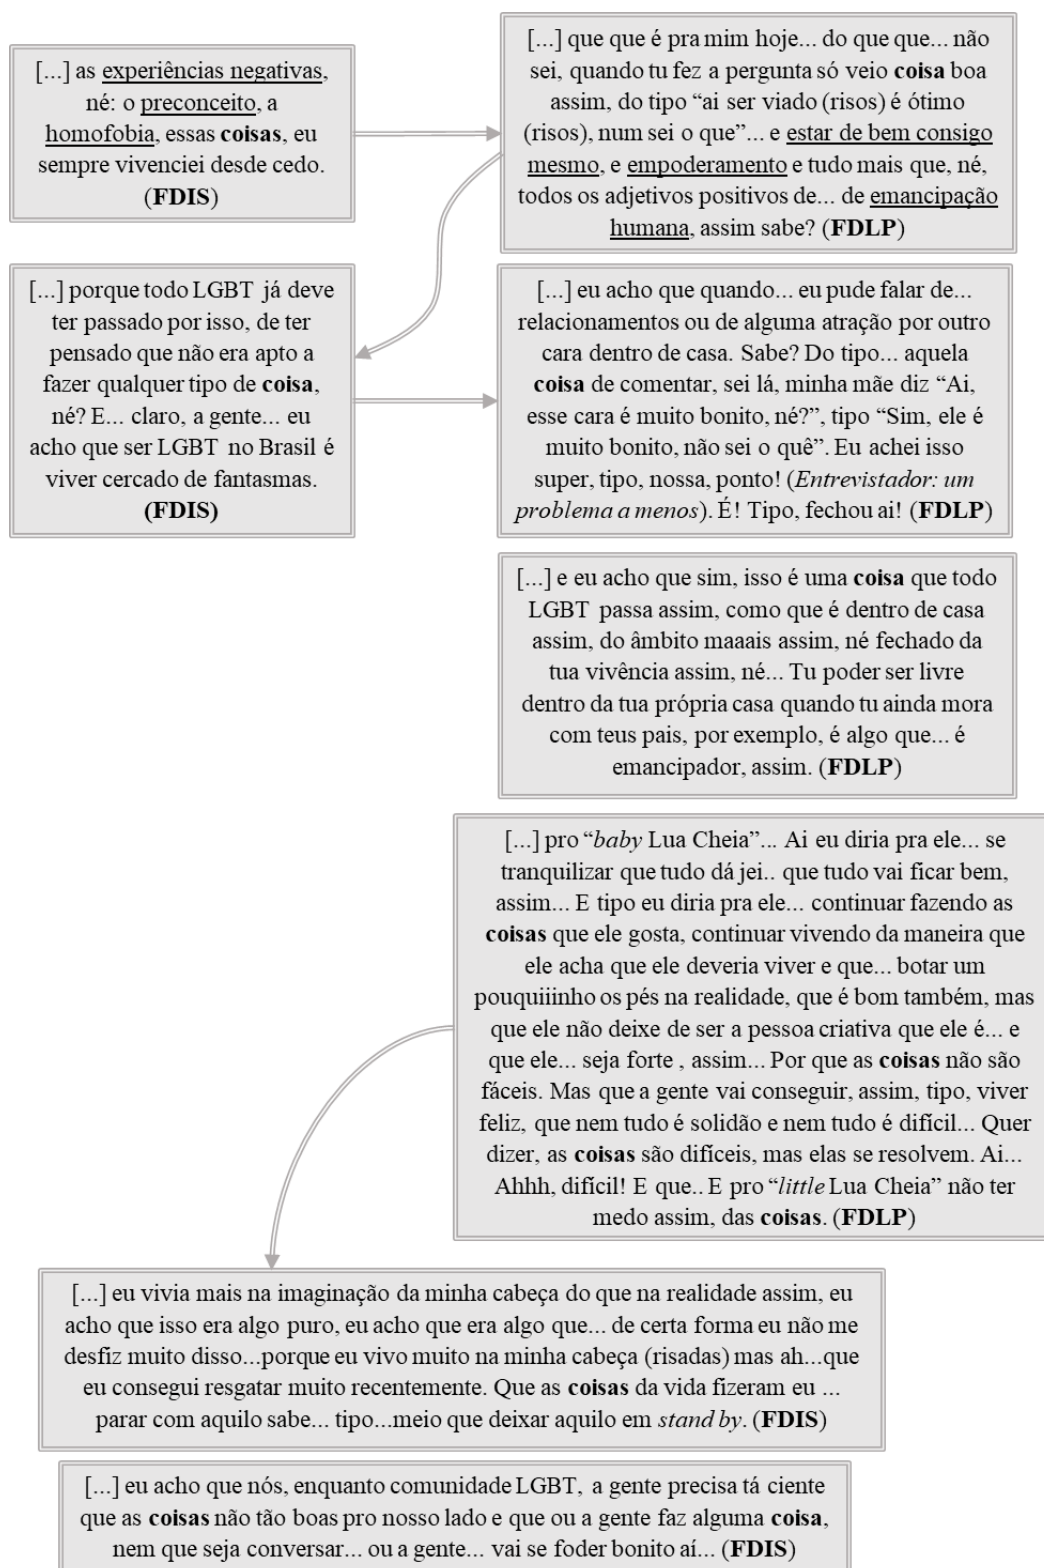 [...] as experiências negativas,
né: o preconceito, a
homofobia, essas coisas, eu
sempre vivenciei desde cedo.
(FDIS)
[...] que que é pra mim hoje... do que que... não
sei, quando tu fez a pergunta só veio coisa boa
assim, do tipo “ai ser viado (risos) é ótimo
(risos), num sei o que”... e estar de bem consigo
mesmo, e empoderamento e tudo mais que, né,
todos os adjetivos positivos de... de emancipação
humana, assim sabe? (FDLP)
[...] porque todo LGBT já deve
ter passado por isso, de ter
pensado que não era apto a
fazer qualquer tipo de coisa,
né? E... claro, a gente... eu
acho que ser LGBT no Brasil é
viver cercado de fantasmas.
(FDIS)
[...] eu acho que quando... eu pude falar de...
relacionamentos ou de alguma atração por outro
cara dentro de casa. Sabe? Do tipo... aquela
coisa de comentar, sei lá, minha mãe diz “Ai,
esse cara é muito bonito, né?”, tipo “Sim, ele é
muito bonito, não sei o quê”. Eu achei isso
super, tipo, nossa, ponto! (Entrevistador: um
problema a menos). É! Tipo, fechou ai! (FDLP)
[...] e eu acho que sim, isso é uma coisa que todo
LGBT passa assim, como que é dentro de casa
assim, do âmbito maaais assim, né fechado da
tua vivência assim, né... Tu poder ser livre
dentro da tua própria casa quando tu ainda mora
com teus pais, por exemplo, é algo que... é
emancipador, assim. (FDLP)
[...] pro “baby Lua Cheia”... Ai eu diria pra ele... se
tranquilizar que tudo dá jei.. que tudo vai ficar bem,
assim... E tipo eu diria pra ele... continuar fazendo as
coisas que ele gosta, continuar vivendo da maneira que
ele acha que ele deveria viver e que... botar um
pouquiiinho os pés na realidade, que é bom também, mas
que ele não deixe de ser a pessoa criativa que ele é... e
que ele... seja forte , assim... Por que as coisas não são
fáceis. Mas que a gente vai conseguir, assim, tipo, viver
feliz, que nem tudo é solidão e nem tudo é difícil... Quer
dizer, as coisas são difíceis, mas elas se resolvem. Ai...
Ahhh, difícil! E que.. E pro “little Lua Cheia” não ter
medo assim, das coisas. (FDLP)
[...] eu vivia mais na imaginação da minha cabeça do que na realidade assim, eu
acho que isso era algo puro, eu acho que era algo que... de certa forma eu não me
desfiz muito disso...porque eu vivo muito na minha cabeça (risadas) mas ah...que
eu consegui resgatar muito recentemente. Que as coisas da vida fizeram eu ...
parar com aquilo sabe... tipo...meio que deixar aquilo em stand by. (FDIS)
[...] eu acho que nós, enquanto comunidade LGBT, a gente precisa tá ciente
que as coisas não tão boas pro nosso lado e que ou a gente faz alguma coisa,
nem que seja conversar... ou a gente... vai se foder bonito aí... (FDIS)